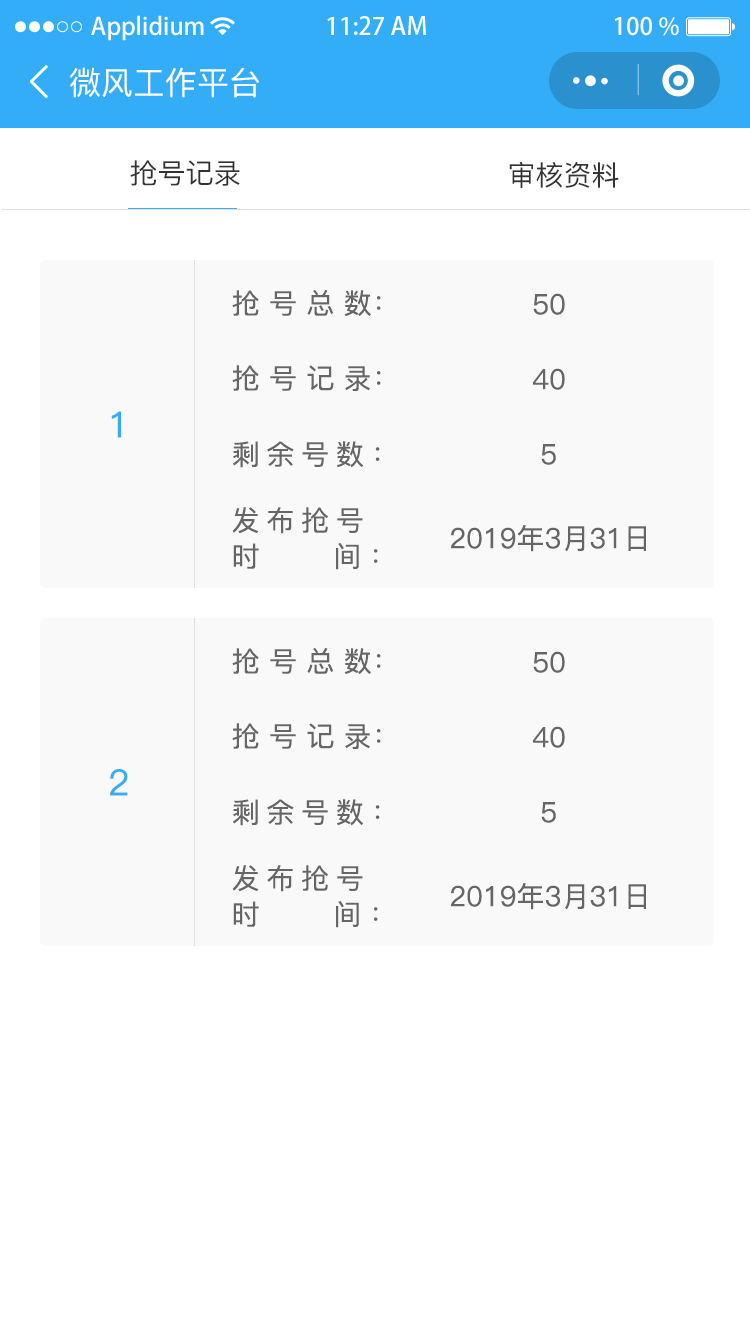 Applidium 11:27 AM 100 %
微风工作平台
抢号记录 审核资料
1
抢号总数： 50
抢号记录： 40
剩余号数： 5
发布抢号
时间： 2019年3月31日
2
抢号总数： 50
抢号记录： 40
剩余号数： 5
发布抢号
时间： 2019年3月31日